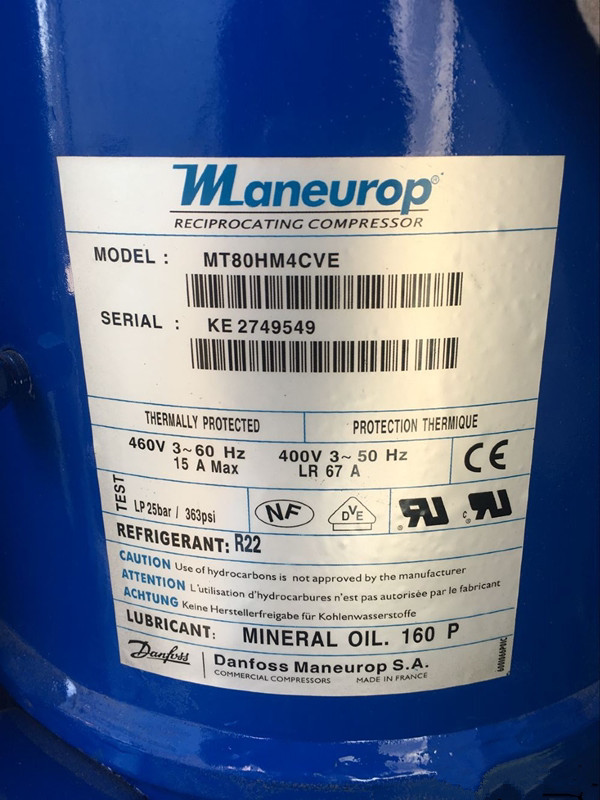 Maneurop®
RECIPROCATING COMPRESSOR
MODEL : MT80HM4CVE
SERIAL : KE 2749549
THERMALLY PROTECTED PROTECTION THERMIQUE
460V 3~60 Hz 400V 3~ 50 Hz CE
15 A Max LR 67 A
TEST LP 25bar / 363psi NF DVE RU c RU
REFRIGERANT: R22
CAUTION Use of hydrocarbons is not approved by the manufacturer
ATTENTION L'utilisation d'hydrocarbures n'est pas autorisée par le fabricant
ACHTUNG Keine Herstellerfreigabe für Kohlenwasserstoffe
LUBRICANT: MINERAL OIL. 160 P
Danfoss Danfoss Maneurop S.A.
COMMERCIAL COMPRESSORS MADE IN FRANCE